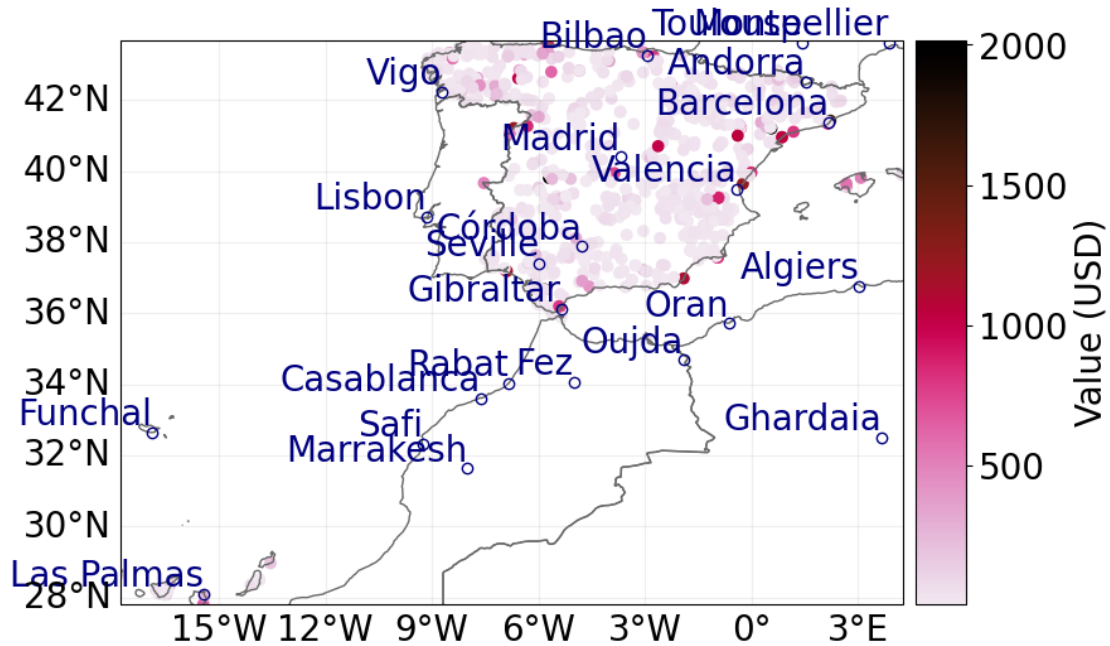 Toulouse
Montpellier
Bilbao
Andorra
Vigo
Barcelona
Madrid
Valencia
Lisbon
Córdoba
Seville
Algiers
Gibraltar
Oran
Oujda
Rabat
Fez
Casablanca
Funchal
Safi
Ghardaia
Marrakesh
Las Palmas
42°N
40°N
38°N
36°N
34°N
32°N
30°N
28°N
15°W 12°W 9°W 6°W 3°W 0° 3°E
2000
1500
1000
500
Value (USD)